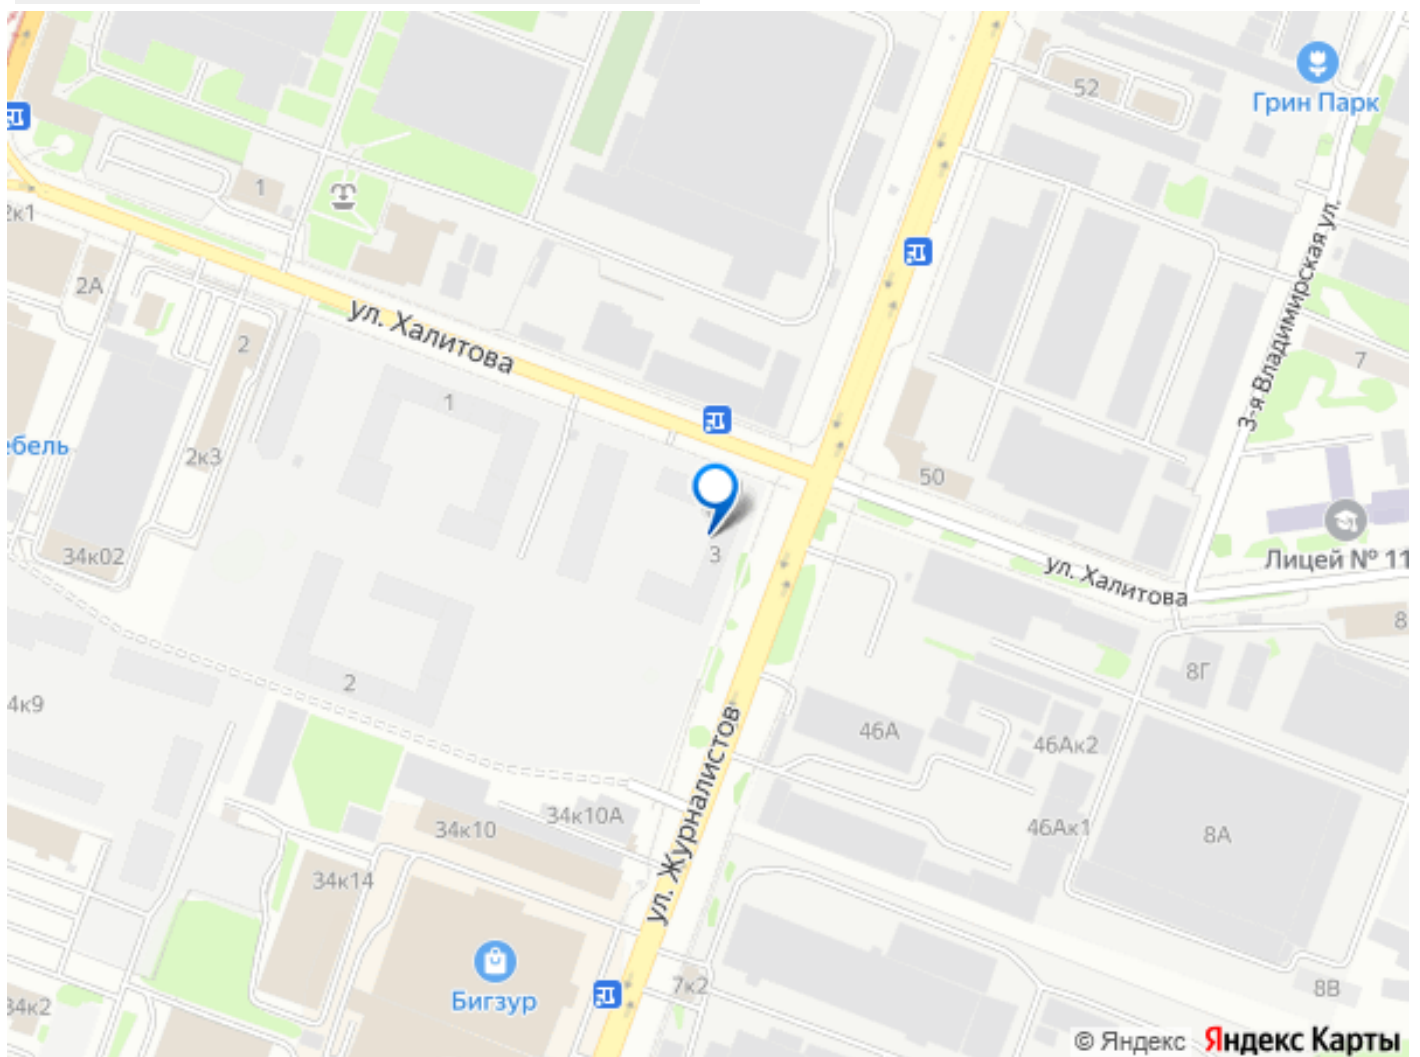 52
Грин Парк
1
2к1
2А
ул. Халитова
3-я Владимирская ул.
2
7
1
ебель
2к3
50
3
34к02
Лицей № 11
ул. Халитова
8
8Г
2
4к9
46А
46Ак2
ул. Журналистов
34к10А
34к10
46Ак1
8А
34к14
7к2
8В
Бигзур
34к2
© Яндекс Яндекс Карты